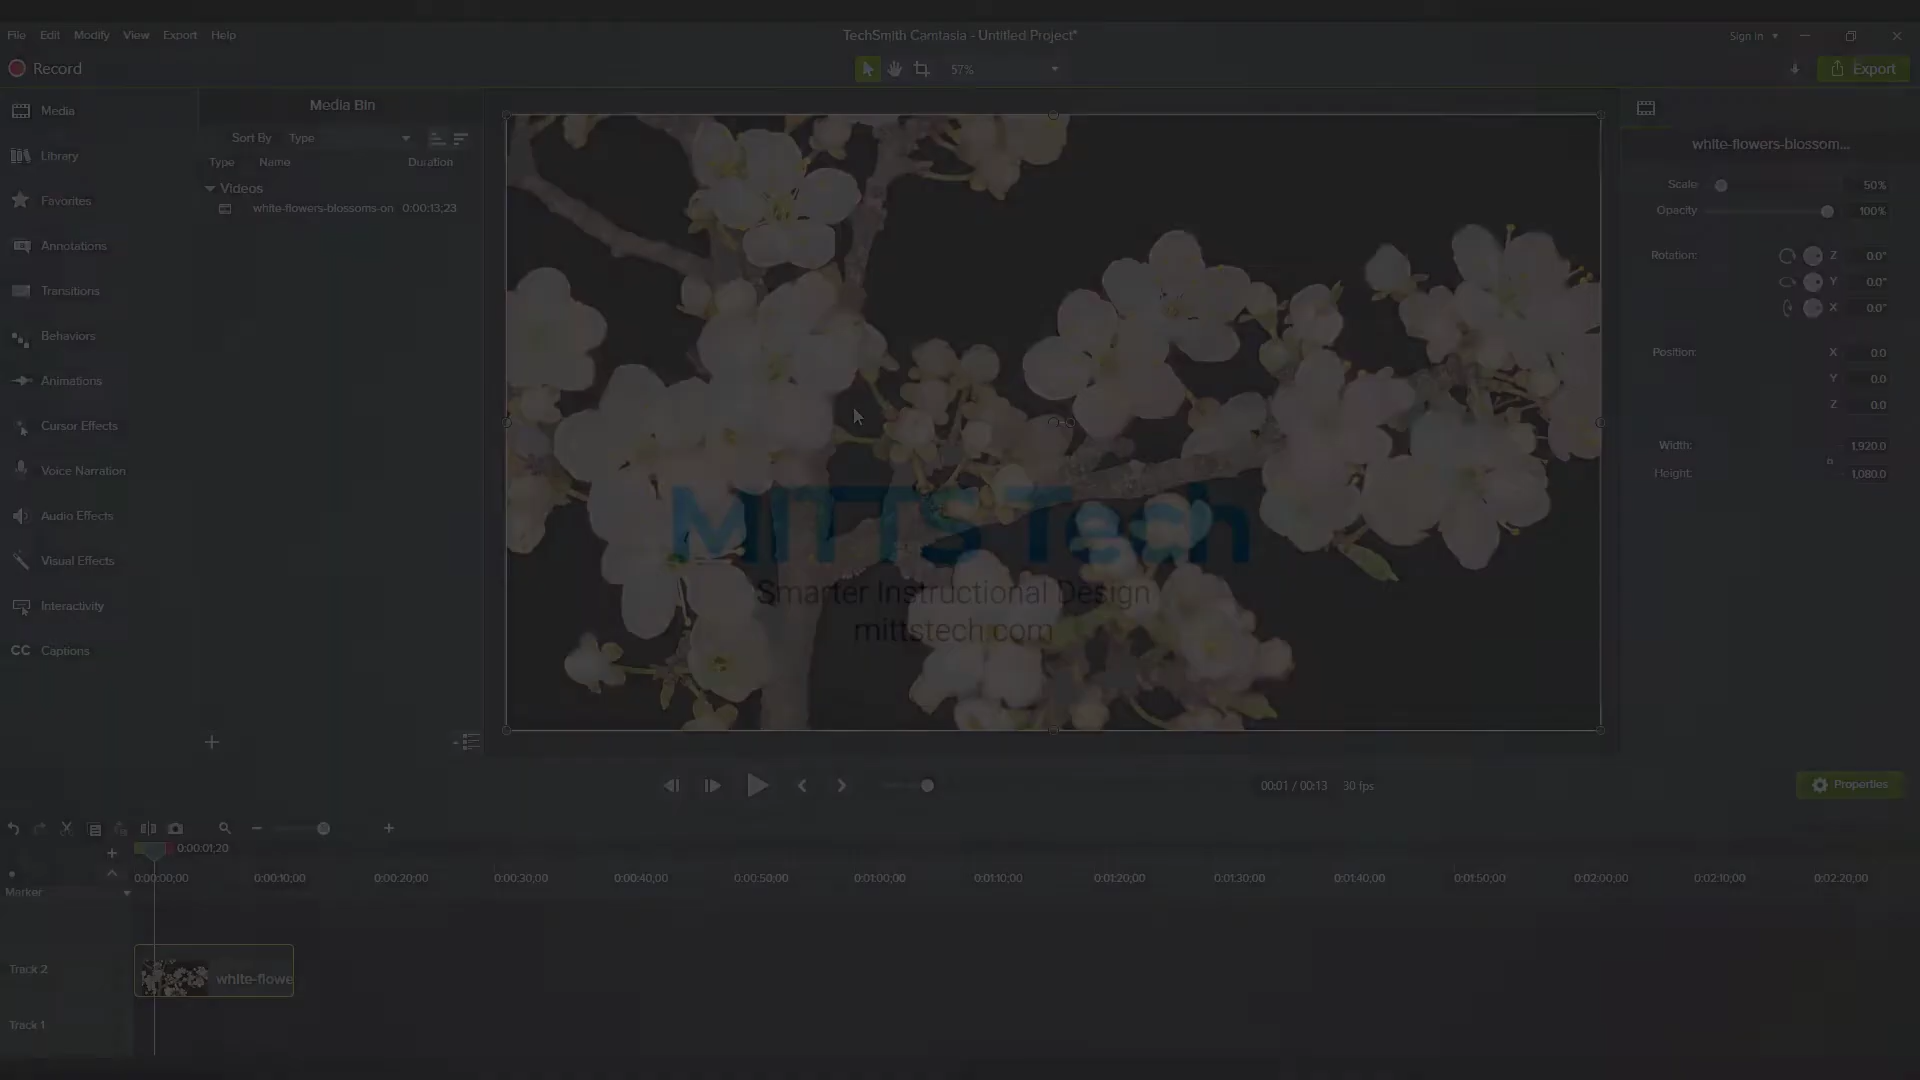 File Edit Modify View Export Help
TechSmith Camtasia - Untitled Project*
Sign In
Record
57%
Export
Media
Library
Favorites
Annotations
Transitions
Behaviors
Animations
Cursor Effects
Voice Narration
Audio Effects
Visual Effects
Interactivity
CC Captions
Media Bin
Sort By Type
Type Name Duration
Videos
white-flowers-blossoms-on 0:00:13;23
MITTS Tech
Smarter Instructional Design
mittstech.com
white-flowers-blossom...
Scale: 50%
Opacity 100%
Rotation: Z 0.0°
Y 0.0°
X 0.0°
Position: X 0.0
Y 0.0
Z 0.0
Width: 1,920.0
Height: 1,080.0
00:01 / 00:13 30 fps
Properties
0:00:01;20
0:00:00;00 0:00:10;00 0:00:20;00 0:00:30;00 0:00:40;00 0:00:50;00 0:01:00;00 0:01:10;00 0:01:20;00 0:01:30;00 0:01:40;00 0:01:50;00 0:02:00;00 0:02:10;00 0:02:20;00
Marker
Track 2
white-flowe
Track 1